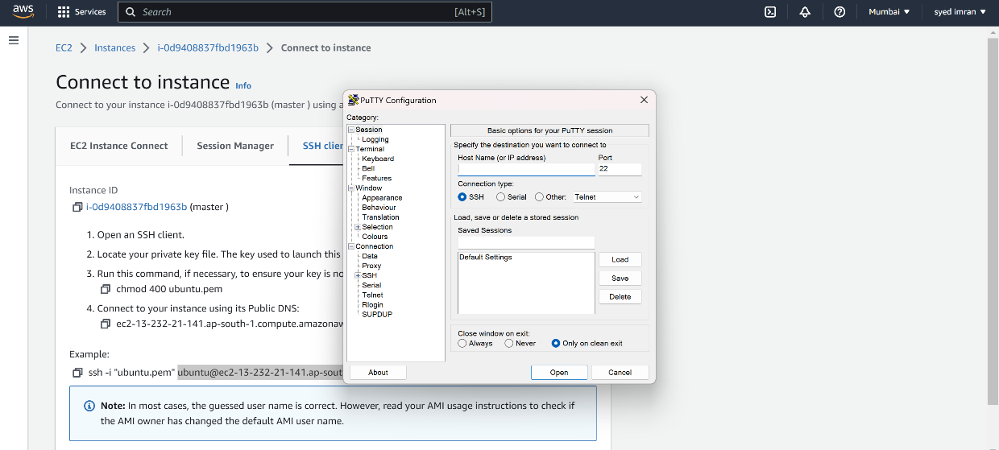 aws
Services
Search [Alt+S]
Mumbai
syed imran
EC2 Instances i-0d9408837fbd1963b Connect to instance
Connect to instance Info
Connect to your instance i-0d9408837fbd1963b (master ) using
EC2 Instance Connect
Session Manager
SSH clie
Instance ID
i-0d9408837fbd1963b (master )
1. Open an SSH client.
2. Locate your private key file. The key used to launch this
3. Run this command, if necessary, to ensure your key is no
chmod 400 ubuntu.pem
4. Connect to your instance using its Public DNS:
ec2-13-232-21-141.ap-south-1.compute.amazonaw
Example:
ssh -i "ubuntu.pem" ubuntu@ec2-13-232-21-141.ap-sout
Note: In most cases, the guessed user name is correct. However, read your AMI usage instructions to check if
the AMI owner has changed the default AMI user name.
PuTTY Configuration
Category:
Session
Logging
Terminal
Keyboard
Bell
Features
Window
Appearance
Behaviour
Translation
Selection
Colours
Connection
Data
Proxy
SSH
Serial
Telnet
Rlogin
SUPDUP
Basic options for your PuTTY session
Specify the destination you want to connect to
Host Name (or IP address) Port
22
Connection type:
SSH Serial Other: Telnet
Load, save or delete a stored session
Saved Sessions
Default Settings
Load
Save
Delete
Close window on exit:
Always Never Only on clean exit
About Open Cancel